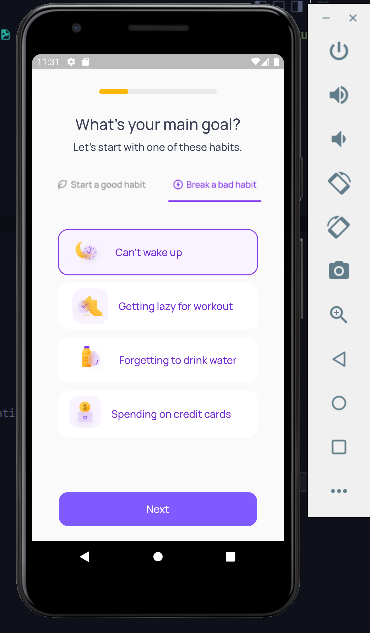 11:31
What's your main goal?
Let's start with one of these habits.
Start a good habit
Break a bad habit
Can't wake up
Getting lazy for workout
Forgetting to drink water
Spending on credit cards
Next